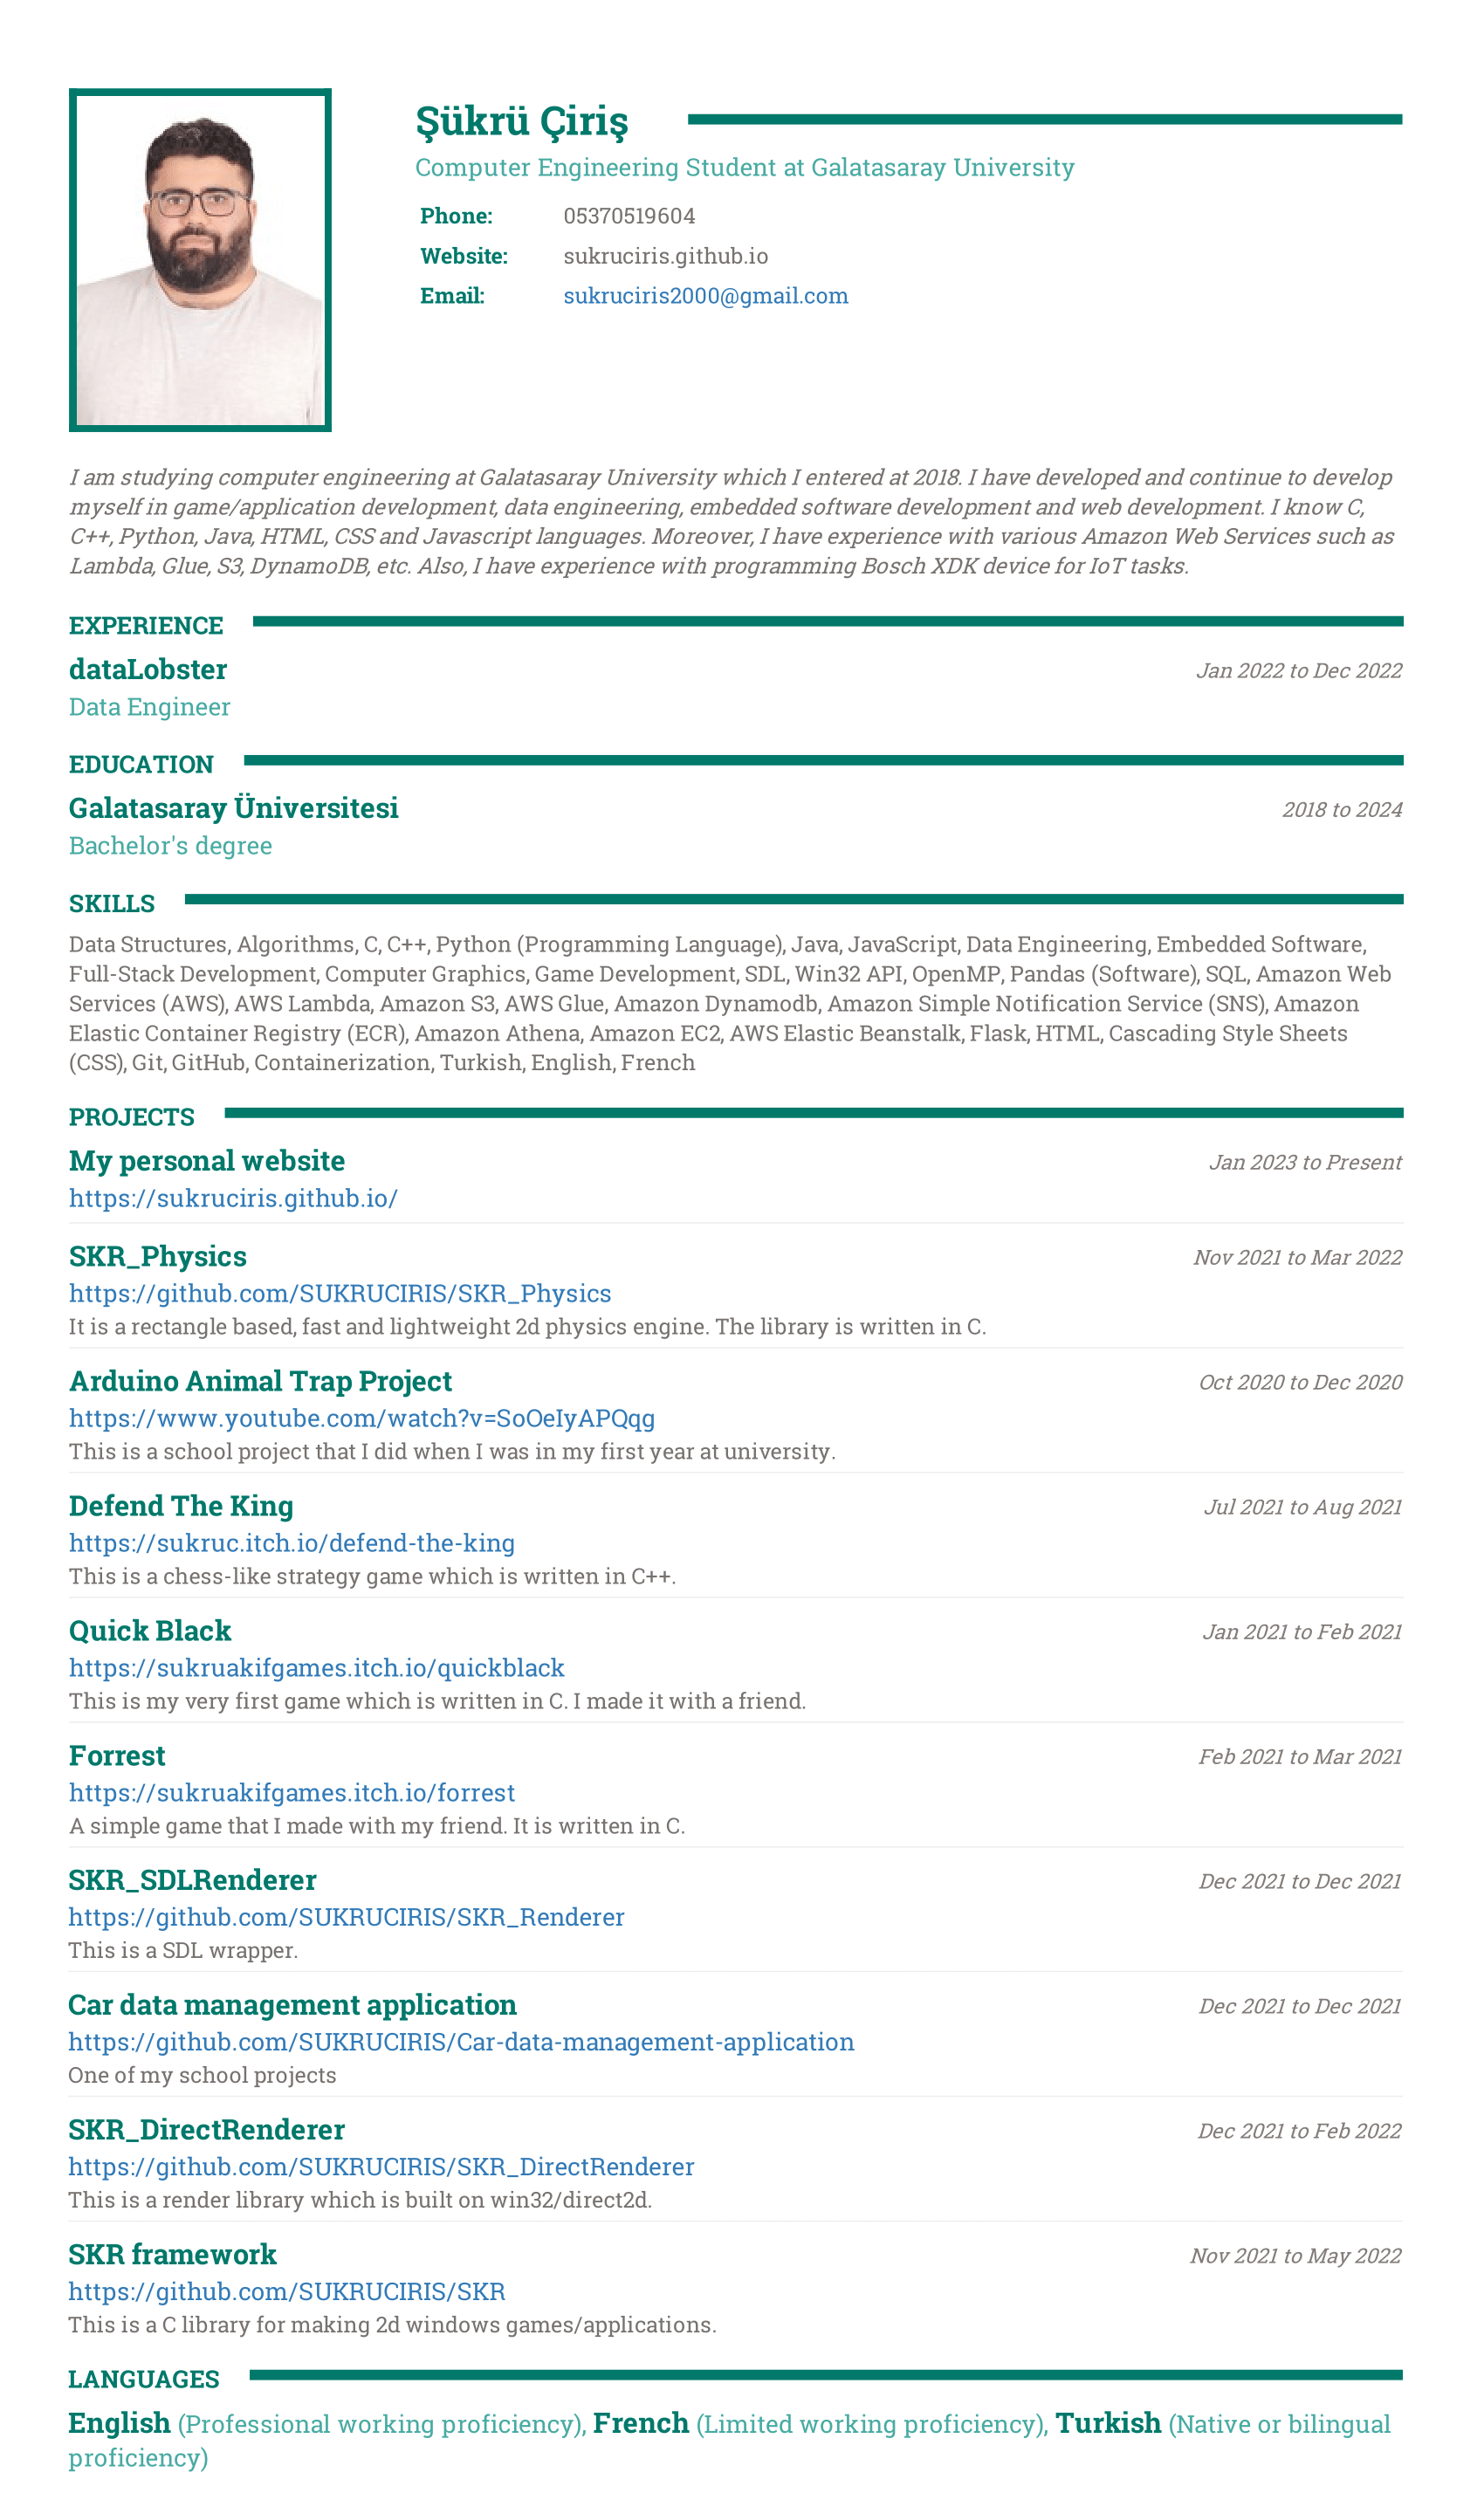 Şükrü Çiriş
Computer Engineering Student at Galatasaray University
Phone: 05370519604
Website: sukruciris.github.io
Email: sukruciris2000@gmail.com
I am studying computer engineering at Galatasaray University which I entered at 2018. I have developed and continue to develop
myself in game/application development, data engineering, embedded software development and web development. I know C,
C++, Python, Java, HTML, CSS and Javascript languages. Moreover, I have experience with various Amazon Web Services such as
Lambda, Glue, S3, DynamoDB, etc. Also, I have experience with programming Bosch XDK device for IoT tasks.
EXPERIENCE
dataLobster Jan 2022 to Dec 2022
Data Engineer
EDUCATION
Galatasaray Üniversitesi 2018 to 2024
Bachelor's degree
SKILLS
Data Structures, Algorithms, C, C++, Python (Programming Language), Java, JavaScript, Data Engineering, Embedded Software,
Full-Stack Development, Computer Graphics, Game Development, SDL, Win32 API, OpenMP, Pandas (Software), SQL, Amazon Web
Services (AWS), AWS Lambda, Amazon S3, AWS Glue, Amazon Dynamodb, Amazon Simple Notification Service (SNS), Amazon
Elastic Container Registry (ECR), Amazon Athena, Amazon EC2, AWS Elastic Beanstalk, Flask, HTML, Cascading Style Sheets
(CSS), Git, GitHub, Containerization, Turkish, English, French
PROJECTS
My personal website Jan 2023 to Present
https://sukruciris.github.io/
SKR_Physics Nov 2021 to Mar 2022
https://github.com/SUKRUCIRIS/SKR_Physics
It is a rectangle based, fast and lightweight 2d physics engine. The library is written in C.
Arduino Animal Trap Project Oct 2020 to Dec 2020
https://www.youtube.com/watch?v=SoOeIyAPQqg
This is a school project that I did when I was in my first year at university.
Defend The King Jul 2021 to Aug 2021
https://sukruc.itch.io/defend-the-king
This is a chess-like strategy game which is written in C++.
Quick Black Jan 2021 to Feb 2021
https://sukruakifgames.itch.io/quickblack
This is my very first game which is written in C. I made it with a friend.
Forrest Feb 2021 to Mar 2021
https://sukruakifgames.itch.io/forrest
A simple game that I made with my friend. It is written in C.
SKR_SDLRenderer Dec 2021 to Dec 2021
https://github.com/SUKRUCIRIS/SKR_Renderer
This is a SDL wrapper.
Car data management application Dec 2021 to Dec 2021
https://github.com/SUKRUCIRIS/Car-data-management-application
One of my school projects
SKR_DirectRenderer Dec 2021 to Feb 2022
https://github.com/SUKRUCIRIS/SKR_DirectRenderer
This is a render library which is built on win32/direct2d.
SKR framework Nov 2021 to May 2022
https://github.com/SUKRUCIRIS/SKR
This is a C library for making 2d windows games/applications.
LANGUAGES
English (Professional working proficiency), French (Limited working proficiency), Turkish (Native or bilingual
proficiency)